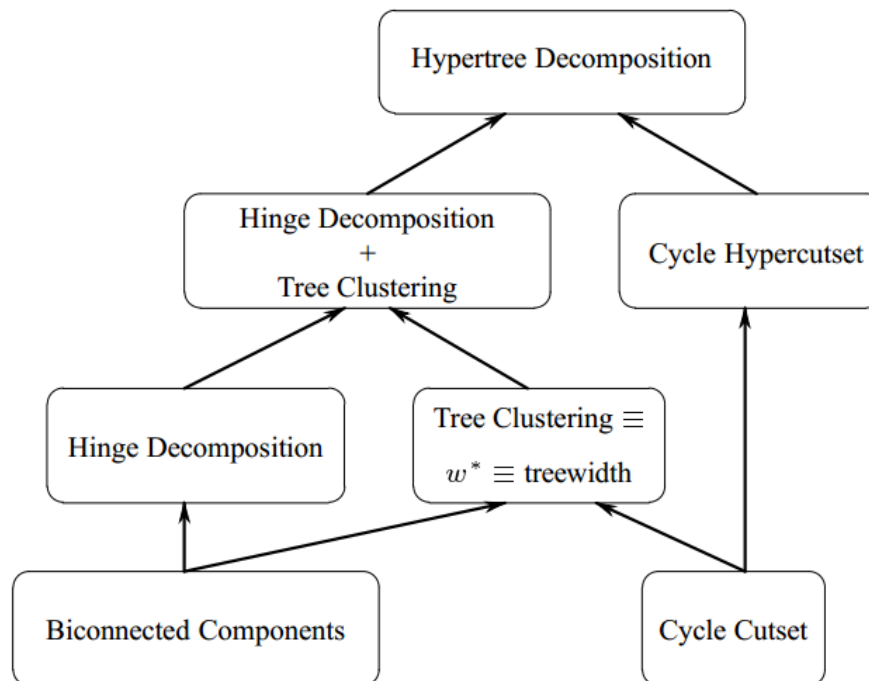 Hypertree Decomposition
Hinge Decomposition
+
Tree Clustering
Cycle Hypercutset
Hinge Decomposition
Tree Clustering ≡
w* ≡ treewidth
Biconnected Components
Cycle Cutset